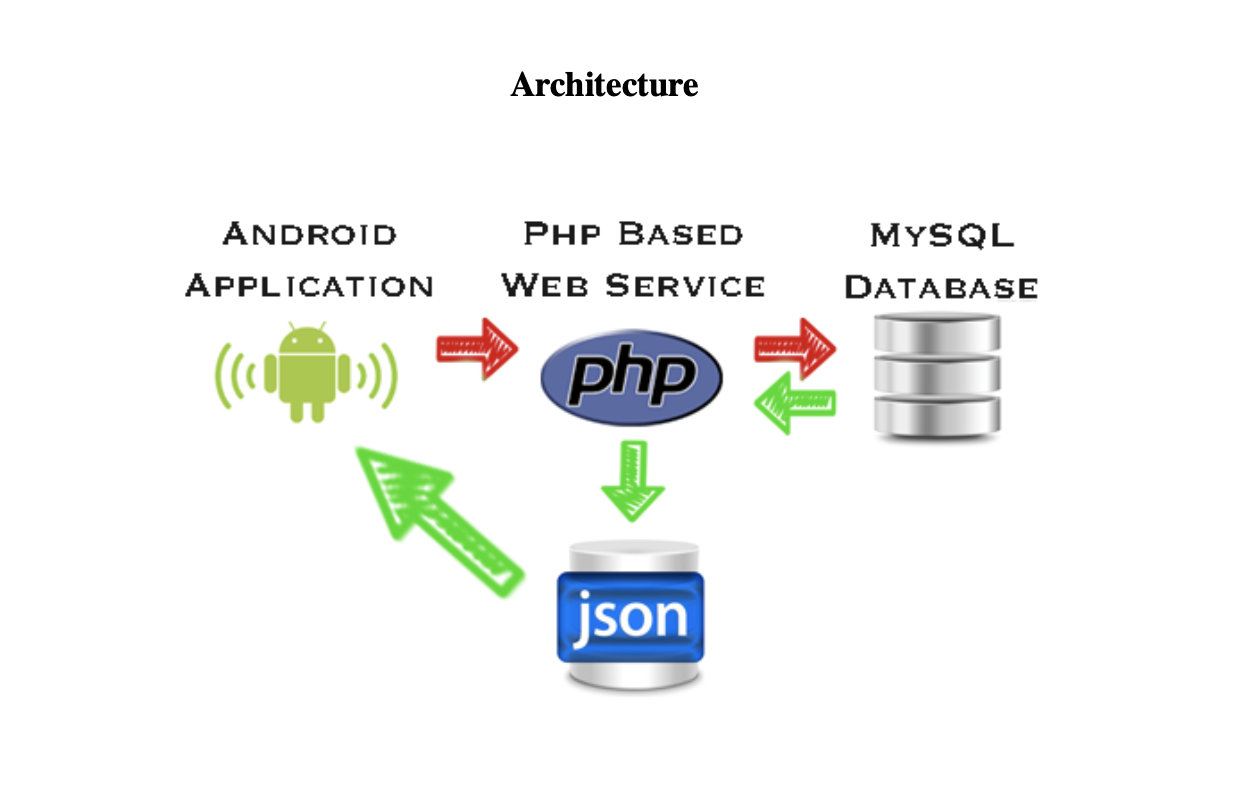 Architecture
Android Php Based MySQL
Application Web Service Database
php
json